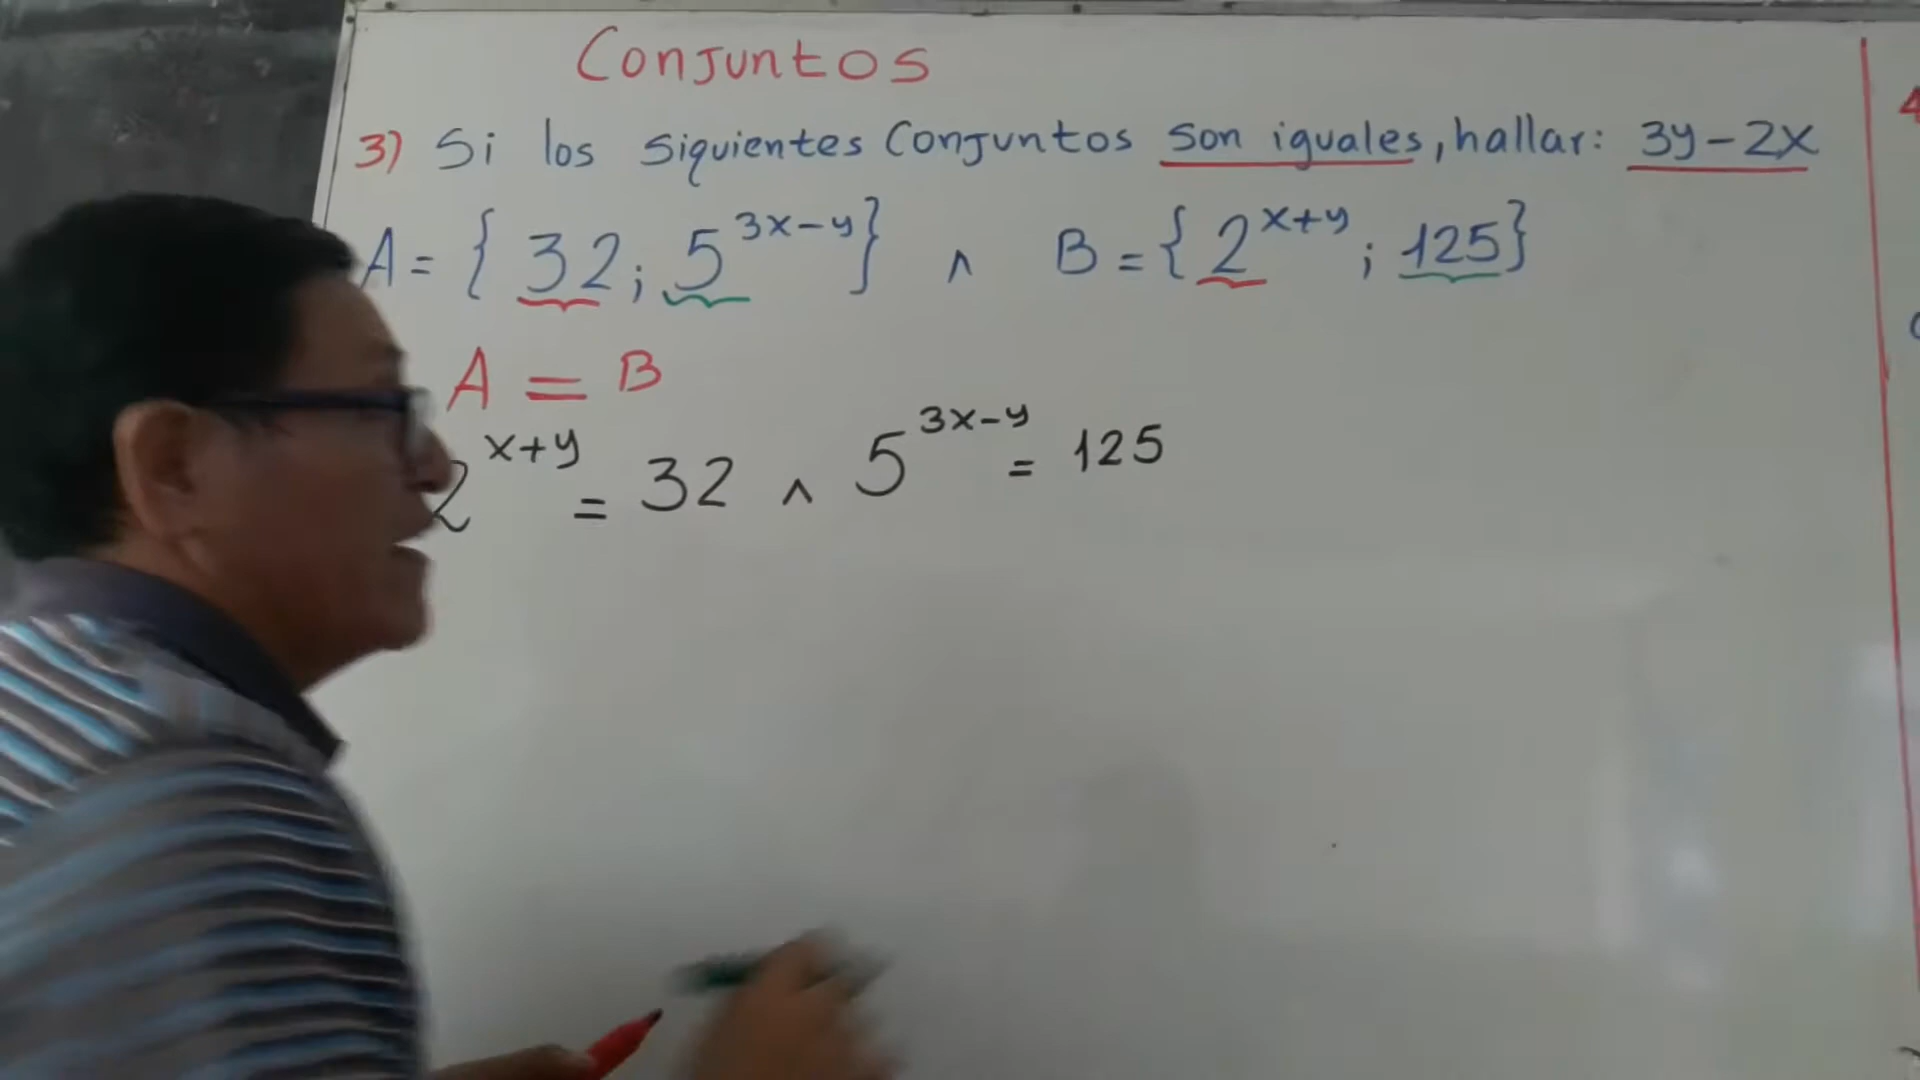 Conjuntos
3) Si los siguientes Conjuntos son iguales, hallar: 3y-2x
A = { 32 ; 5^{3x-y} } ∧ B = { 2^{x+y} ; 125 }
A = B
2^{x+y} = 32 ∧ 5^{3x-y} = 125
4